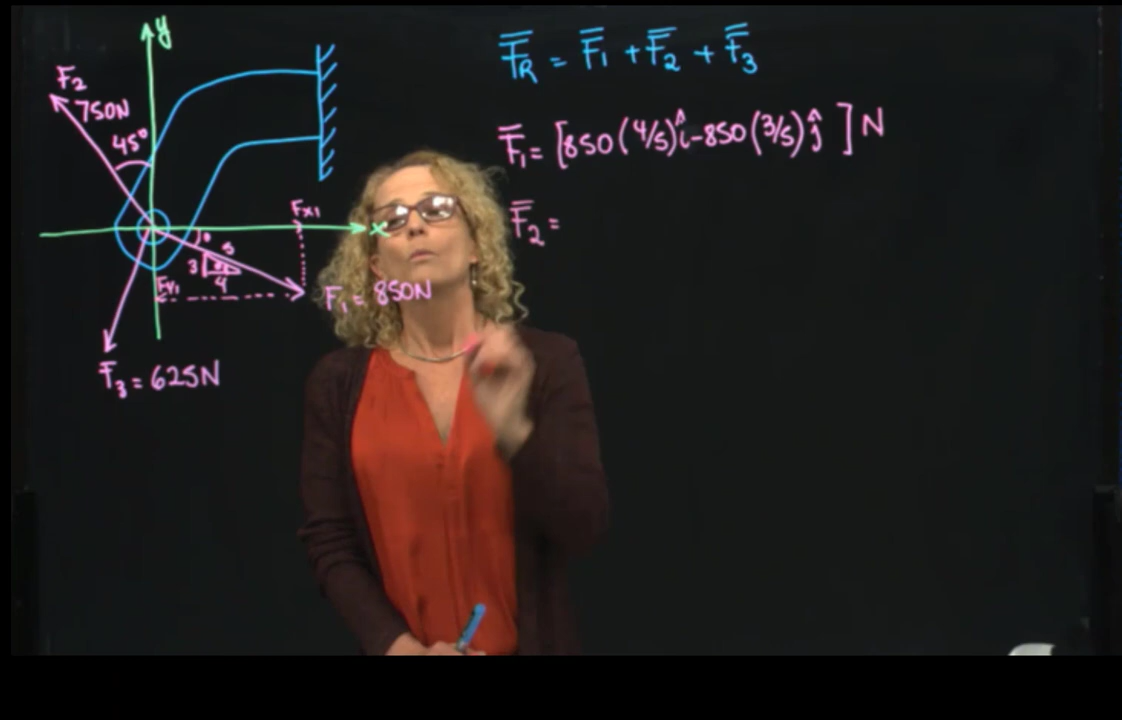 y
F₂
750N
45°
F̄R = F̄₁ + F̄₂ + F̄₃
F̄₁ = [850(4/5)î-850(3/5)ĵ ] N
F̄₂ =
Fx₁
x
5
3
4
Fy₁
F₁ = 850N
F₃ = 625N